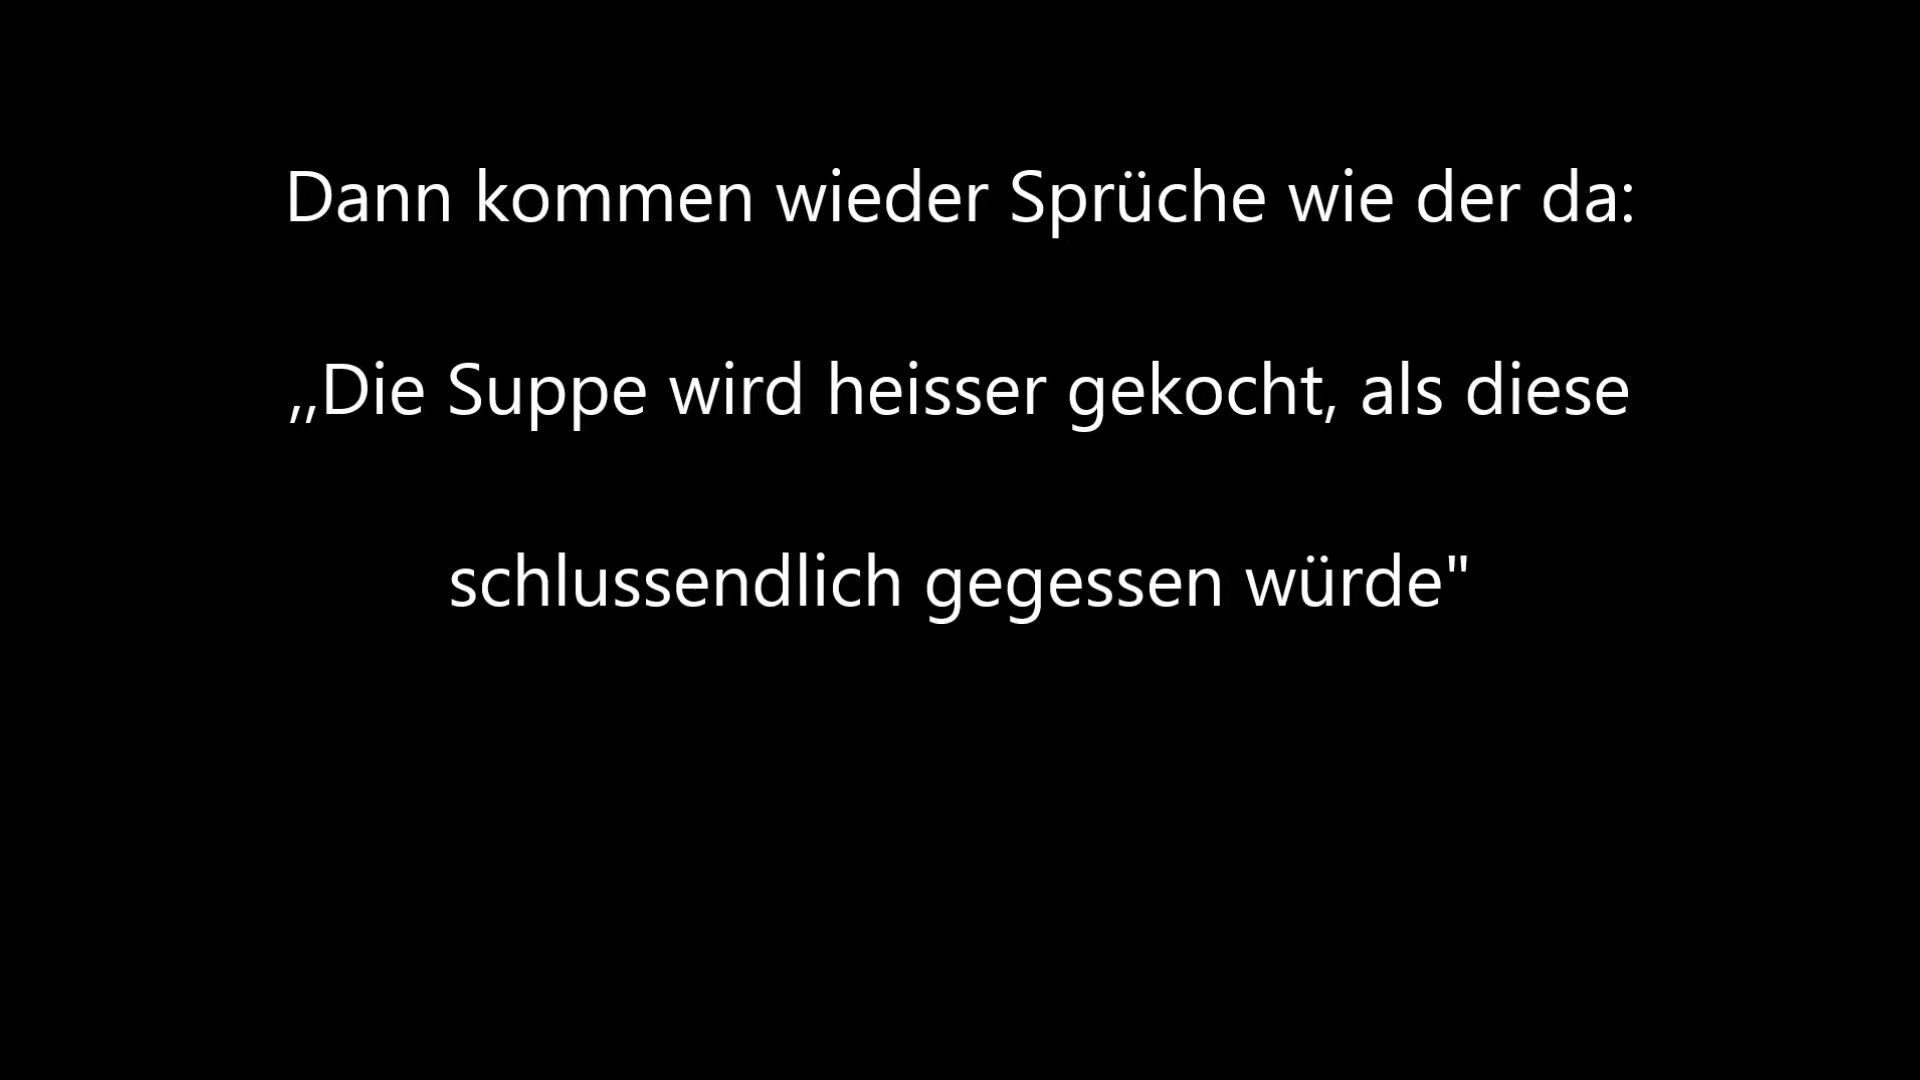 Dann kommen wieder Sprüche wie der da:
,,Die Suppe wird heisser gekocht, als diese
schlussendlich gegessen würde"